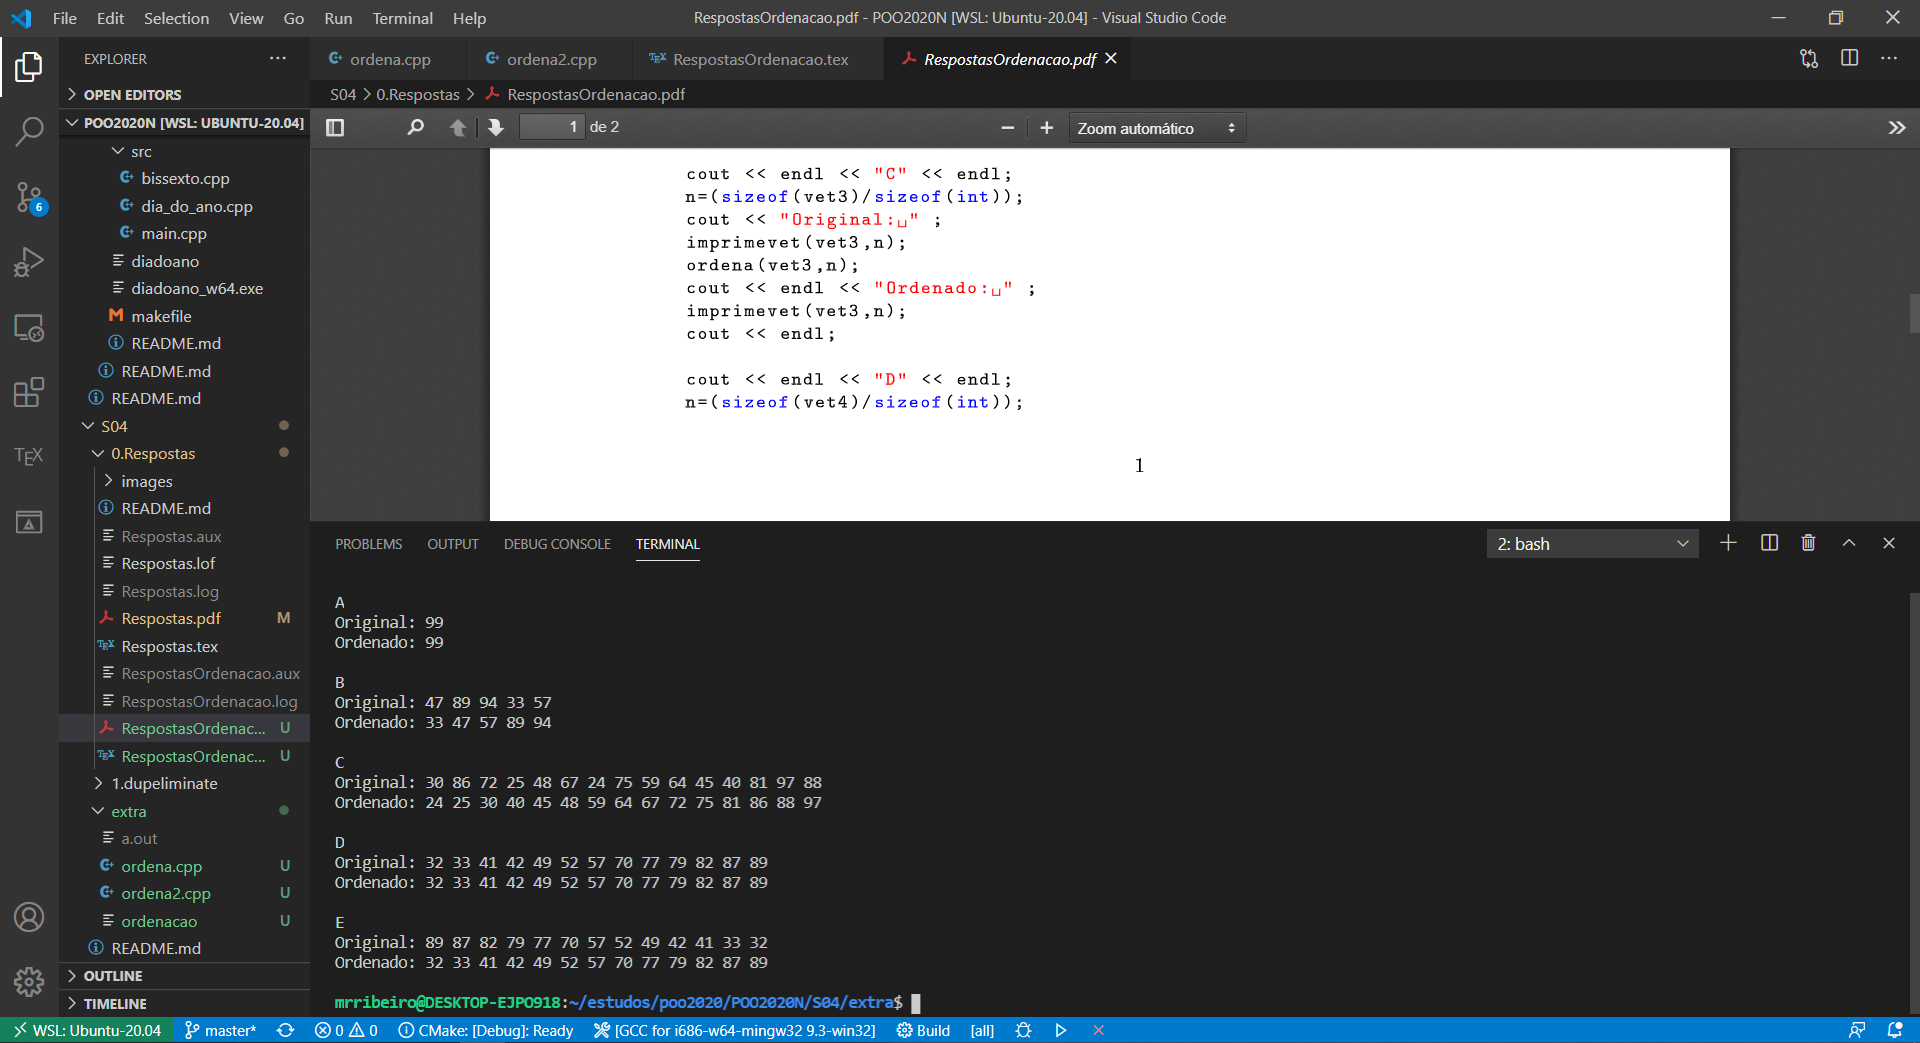 File Edit Selection View Go Run Terminal Help
RespostasOrdenacao.pdf - POO2020N [WSL: Ubuntu-20.04] - Visual Studio Code
EXPLORER
OPEN EDITORS
POO2020N [WSL: UBUNTU-20.04]
src
bissexto.cpp
dia_do_ano.cpp
main.cpp
diadoano
diadoano_w64.exe
makefile
README.md
README.md
README.md
S04
0.Respostas
images
README.md
Respostas.aux
Respostas.lof
Respostas.log
Respostas.pdf M
Respostas.tex
RespostasOrdenacao.aux
RespostasOrdenacao.log
RespostasOrdenac... U
RespostasOrdenac... U
1.dupeliminate
extra
a.out
ordena.cpp U
ordena2.cpp U
ordenacao U
README.md
OUTLINE
TIMELINE
6
TEX
ordena.cpp ordena2.cpp RespostasOrdenacao.tex RespostasOrdenacao.pdf
S04 > 0.Respostas > RespostasOrdenacao.pdf
1 de 2 Zoom automático
cout << endl << "C" << endl;
n=(sizeof(vet3)/sizeof(int));
cout << "Original:␣" ;
imprimevet(vet3,n);
ordena(vet3,n);
cout << endl << "Ordenado:␣" ;
imprimevet(vet3,n);
cout << endl;
cout << endl << "D" << endl;
n=(sizeof(vet4)/sizeof(int));
1
PROBLEMS OUTPUT DEBUG CONSOLE TERMINAL 2: bash
A
Original: 99
Ordenado: 99
B
Original: 47 89 94 33 57
Ordenado: 33 47 57 89 94
C
Original: 30 86 72 25 48 67 24 75 59 64 45 40 81 97 88
Ordenado: 24 25 30 40 45 48 59 64 67 72 75 81 86 88 97
D
Original: 32 33 41 42 49 52 57 70 77 79 82 87 89
Ordenado: 32 33 41 42 49 52 57 70 77 79 82 87 89
E
Original: 89 87 82 79 77 70 57 52 49 42 41 33 32
Ordenado: 32 33 41 42 49 52 57 70 77 79 82 87 89
mrribeiro@DESKTOP-EJPO918:~/estudos/poo2020/POO2020N/S04/extra$
WSL: Ubuntu-20.04 master* 0 0 CMake: [Debug]: Ready [GCC for i686-w64-mingw32 9.3-win32] Build [all]